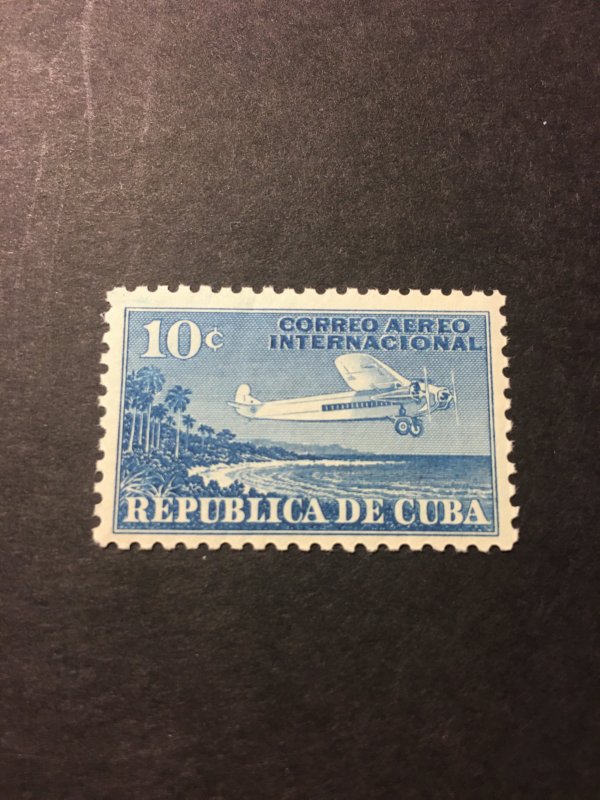 10¢
CORREO AEREO
INTERNACIONAL
REPUBLICA DE CUBA